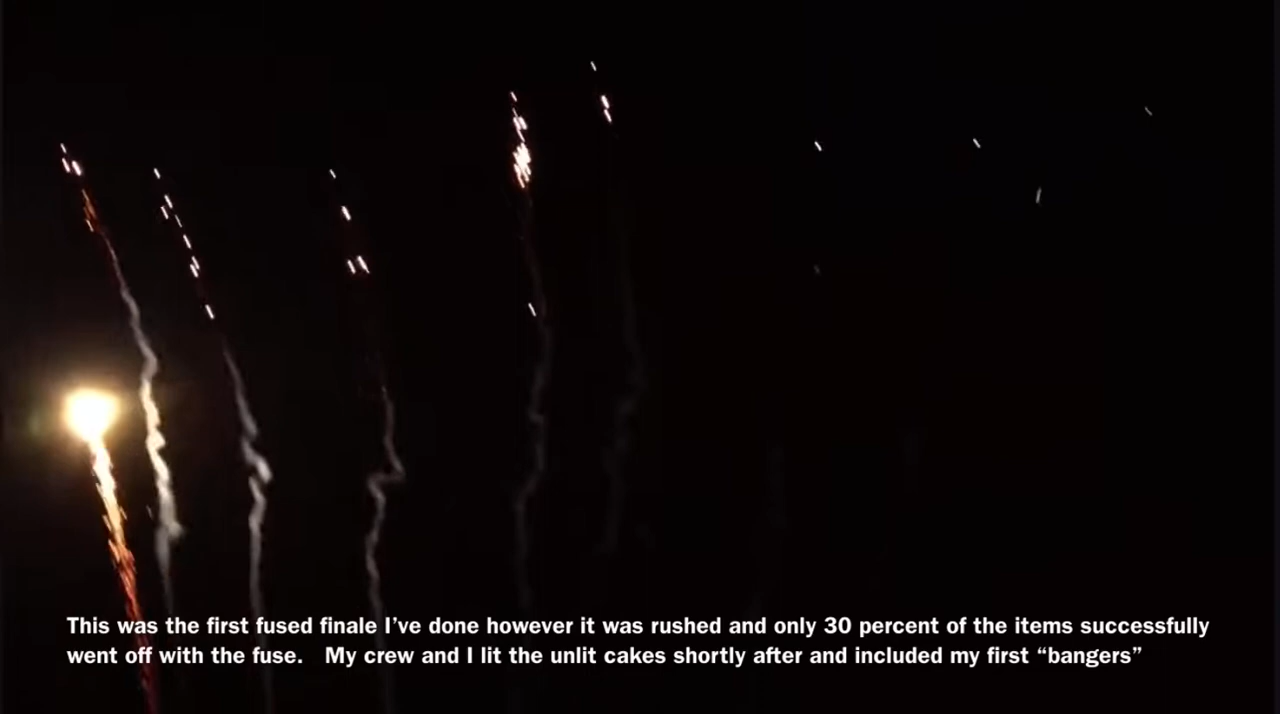 This was the first fused finale I’ve done however it was rushed and only 30 percent of the items successfully
went off with the fuse.   My crew and I lit the unlit cakes shortly after and included my first “bangers”